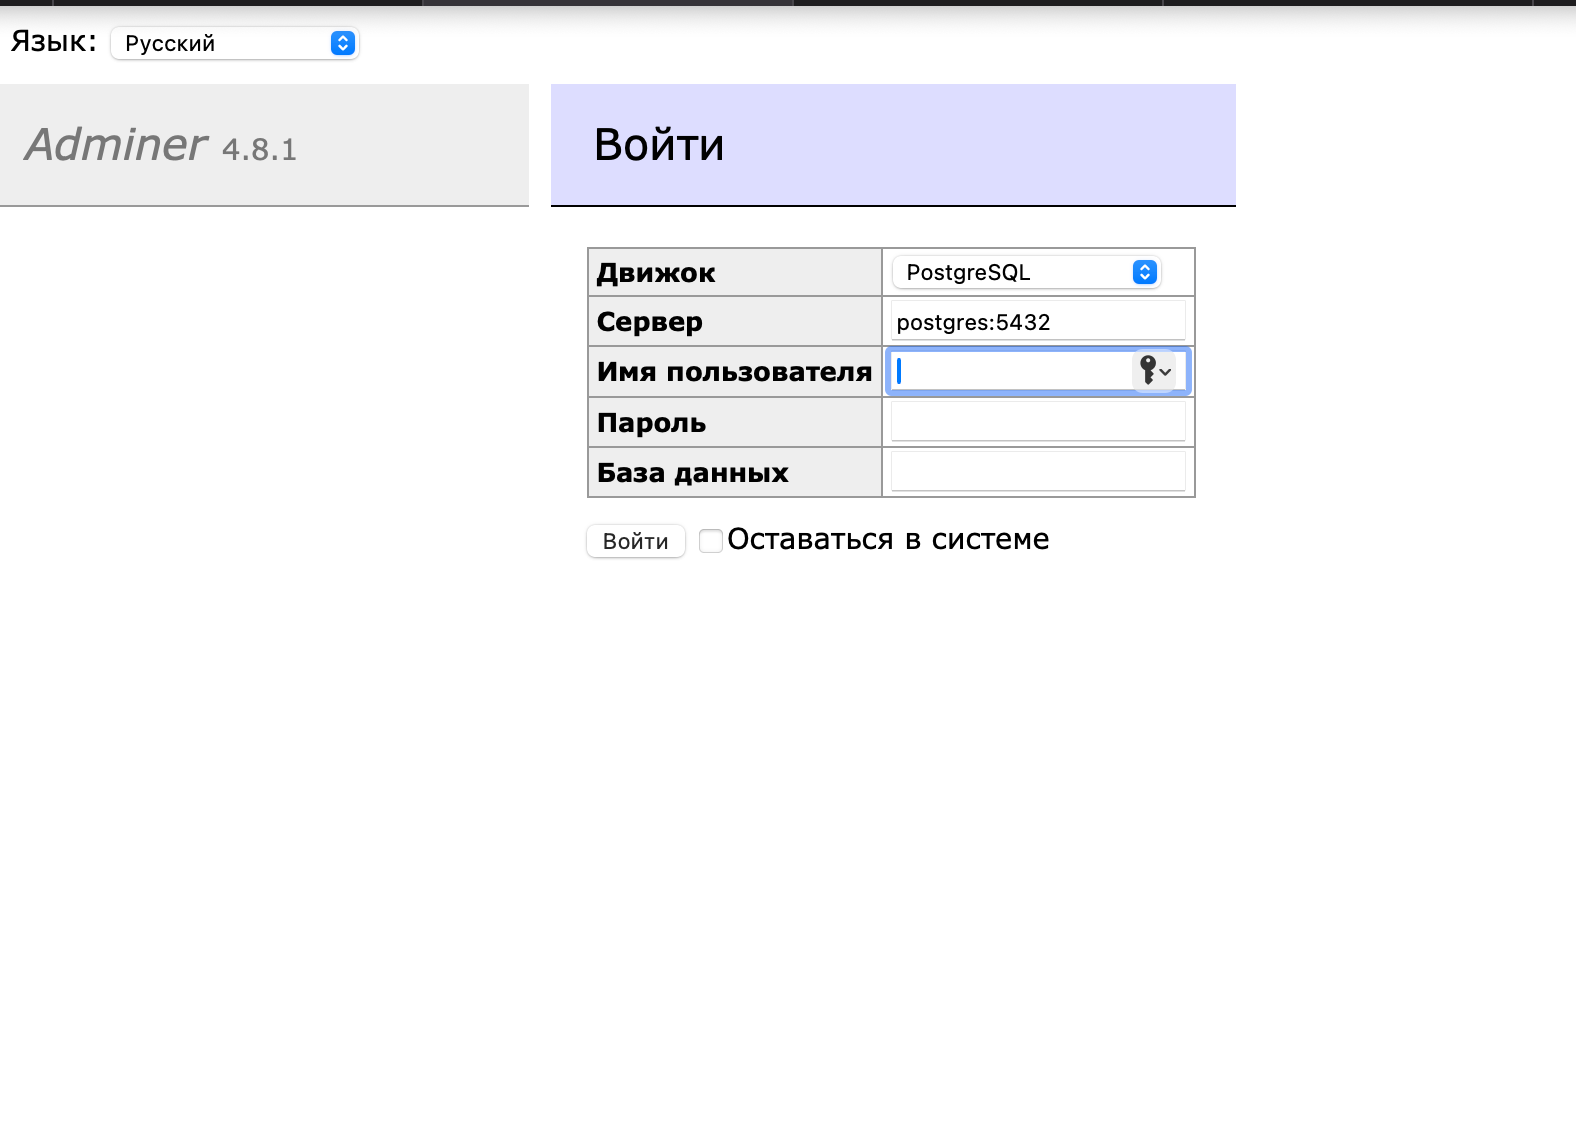 Язык: Русский
Adminer 4.8.1
Войти
Движок PostgreSQL
Сервер postgres:5432
Имя пользователя
Пароль
База данных
Войти Оставаться в системе